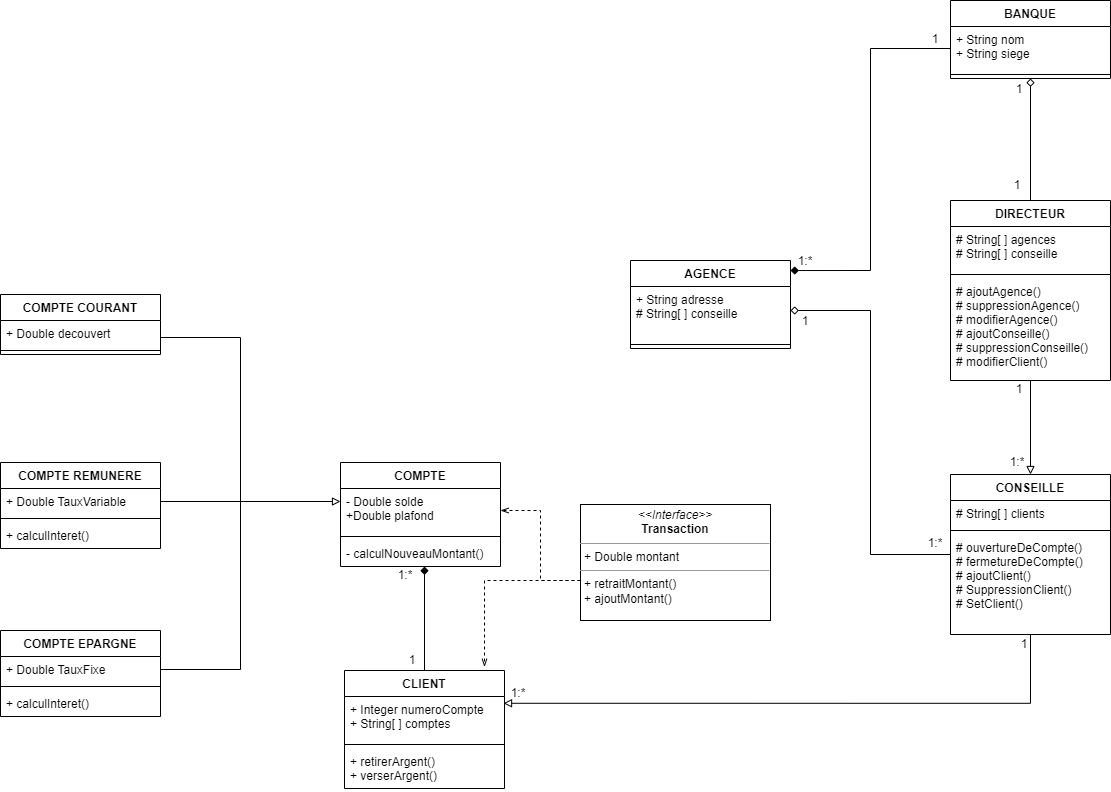 BANQUE
+ String nom
+ String siege
1
1
1
DIRECTEUR
# String[ ] agences
# String[ ] conseille
# ajoutAgence()
# suppressionAgence()
# modifierAgence()
# ajoutConseille()
# suppressionConseille()
# modifierClient()
1
1:*
AGENCE
+ String adresse
# String[ ] conseille
1:*
1
COMPTE COURANT
+ Double decouvert
COMPTE REMUNERE
+ Double TauxVariable
+ calculInteret()
COMPTE EPARGNE
+ Double TauxFixe
+ calculInteret()
COMPTE
- Double solde
+Double plafond
- calculNouveauMontant()
1:*
1
<<Interface>>
Transaction
+ Double montant
+ retraitMontant()
+ ajoutMontant()
CONSEILLE
# String[ ] clients
# ouvertureDeCompte()
# fermetureDeCompte()
# ajoutClient()
# SuppressionClient()
# SetClient()
1:*
1
CLIENT
+ Integer numeroCompte
+ String[ ] comptes
+ retirerArgent()
+ verserArgent()
1:*